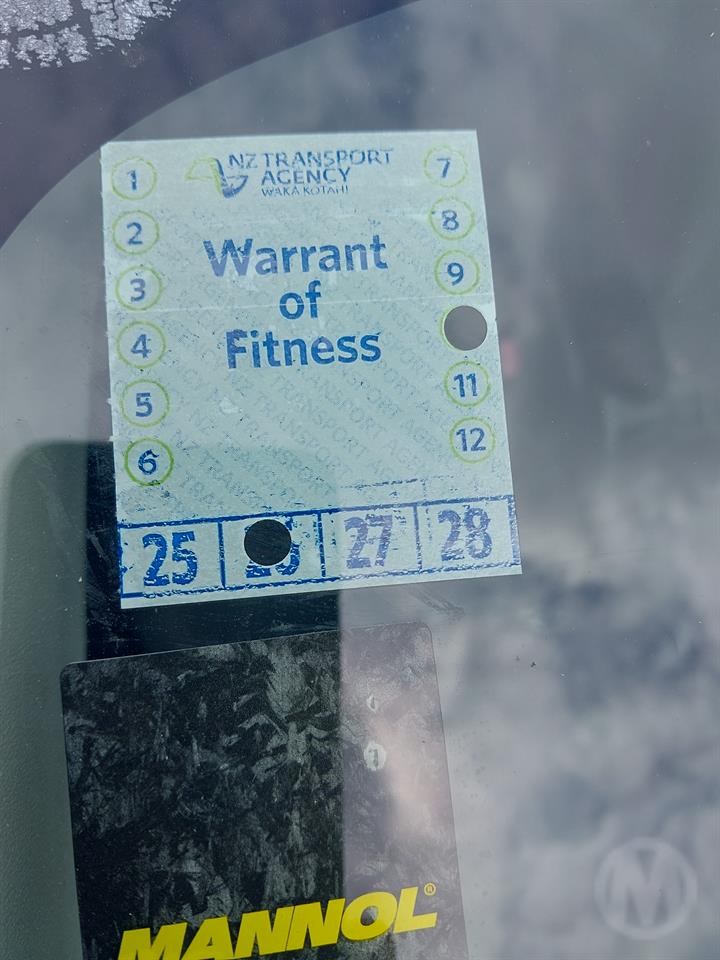 NZ TRANSPORT
AGENCY
WAKA KOTAHI
Warrant
of
Fitness
1
2
3
4
5
6
7
8
9
11
12
25
27
28
MANNOL®
M